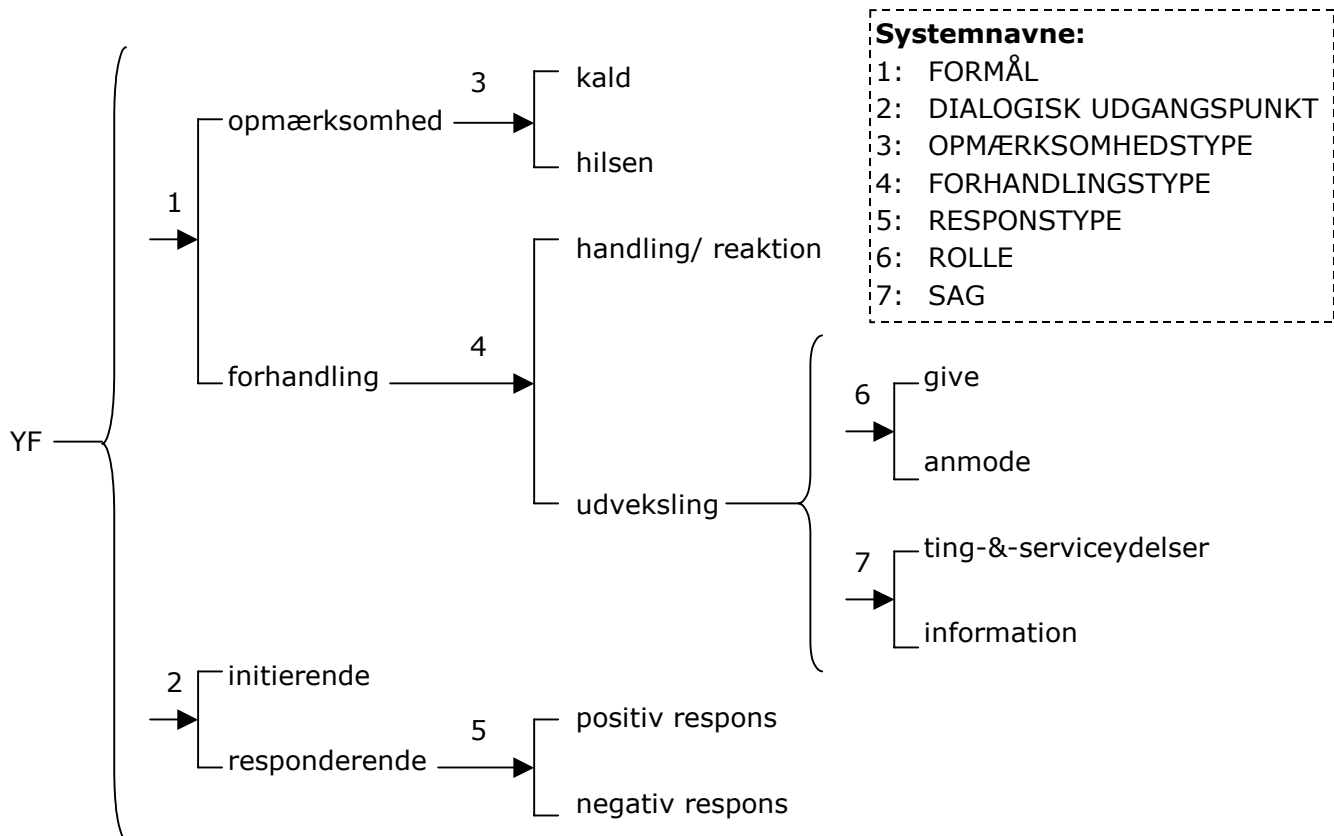 Systemnavne:
1: FORMÅL
2: DIALOGISK UDGANGSPUNKT
3: OPMÆRKSOMHEDSTYPE
4: FORHANDLINGSTYPE
5: RESPONSTYPE
6: ROLLE
7: SAG
YF
1
opmærksomhed
3
kald
hilsen
forhandling
4
handling/ reaktion
udveksling
6
give
anmode
7
ting-&-serviceydelser
information
2
initierende
responderende
5
positiv respons
negativ respons